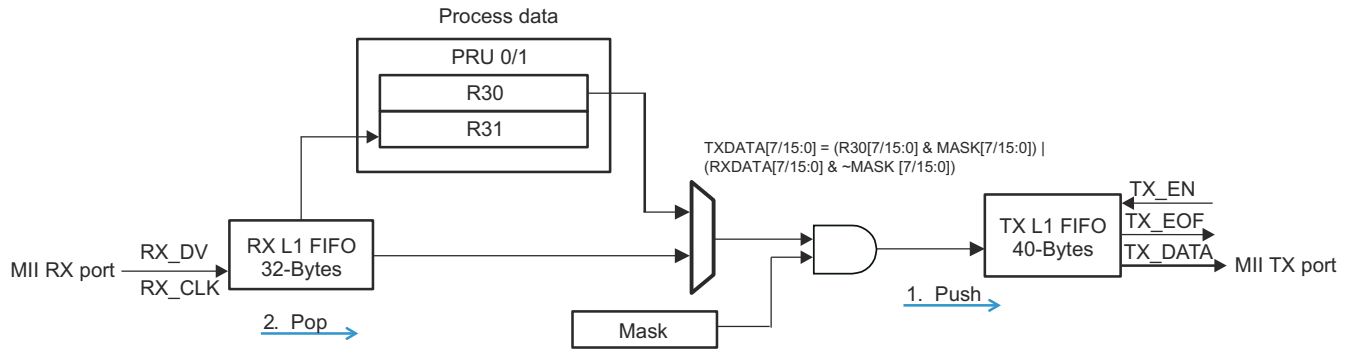 Process data
PRU 0/1
R30
R31
TXDATA[7/15:0] = (R30[7/15:0] & MASK[7/15:0]) |
(RXDATA[7/15:0] & ~MASK [7/15:0])
MII RX port
RX_DV
RX_CLK
RX L1 FIFO
32-Bytes
2. Pop
Mask
1. Push
TX L1 FIFO
40-Bytes
TX_EN
TX_EOF
TX_DATA
MII TX port